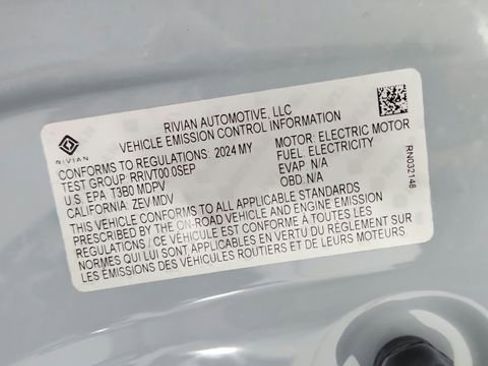 RIVIAN AUTOMOTIVE, LLC
VEHICLE EMISSION CONTROL INFORMATION
RIVIAN
CONFORMS TO REGULATIONS: 2024 MY
TEST GROUP RRIVT00.0SEP
U.S. EPA T3B0 MDPV
CALIFORNIA ZEV MDV
MOTOR: ELECTRIC MOTOR
FUEL: ELECTRICITY
EVAP: N/A
OBD: N/A
RN032148
THIS VEHICLE CONFORMS TO ALL APPLICABLE STANDARDS
PRESCRIBED BY THE ON-ROAD VEHICLE AND ENGINE EMISSION
REGULATIONS / CE VÉHICULE EST CONFORME À TOUTES LES
NORMES QUI LUI SONT APPLICABLES EN VERTU DU RÈGLEMENT SUR
LES ÉMISSIONS DES VÉHICULES ROUTIERS ET DE LEURS MOTEURS